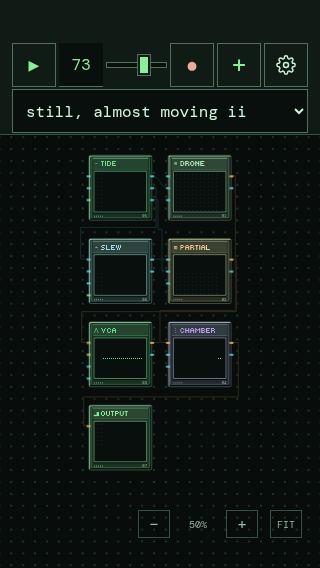 73
still, almost moving ii
TIDE
DRONE
SLEW
PARTIAL
VCA
CHAMBER
OUTPUT
50%
FIT